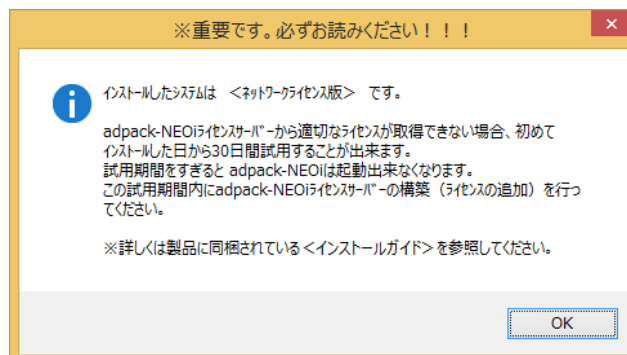 ※重要です。必ずお読みください！！！
ｲﾝｽﾄｰﾙしたｼｽﾃﾑは　＜ﾈｯﾄﾜｰｸﾗｲｾﾝｽ版＞　です。
adpack-NEOiﾗｲｾﾝｽｻｰﾊﾞｰから適切なﾗｲｾﾝｽが取得できない場合、初めて
ｲﾝｽﾄｰﾙした日から30日間試用することが出来ます。
試用期間をすぎると adpack-NEOiは起動出来なくなります。
この試用期間内にadpack-NEOiﾗｲｾﾝｽｻｰﾊﾞｰの構築（ﾗｲｾﾝｽの追加）を行っ
てください。
※詳しくは製品に同梱されている＜インストールガイド＞を参照してください。
OK